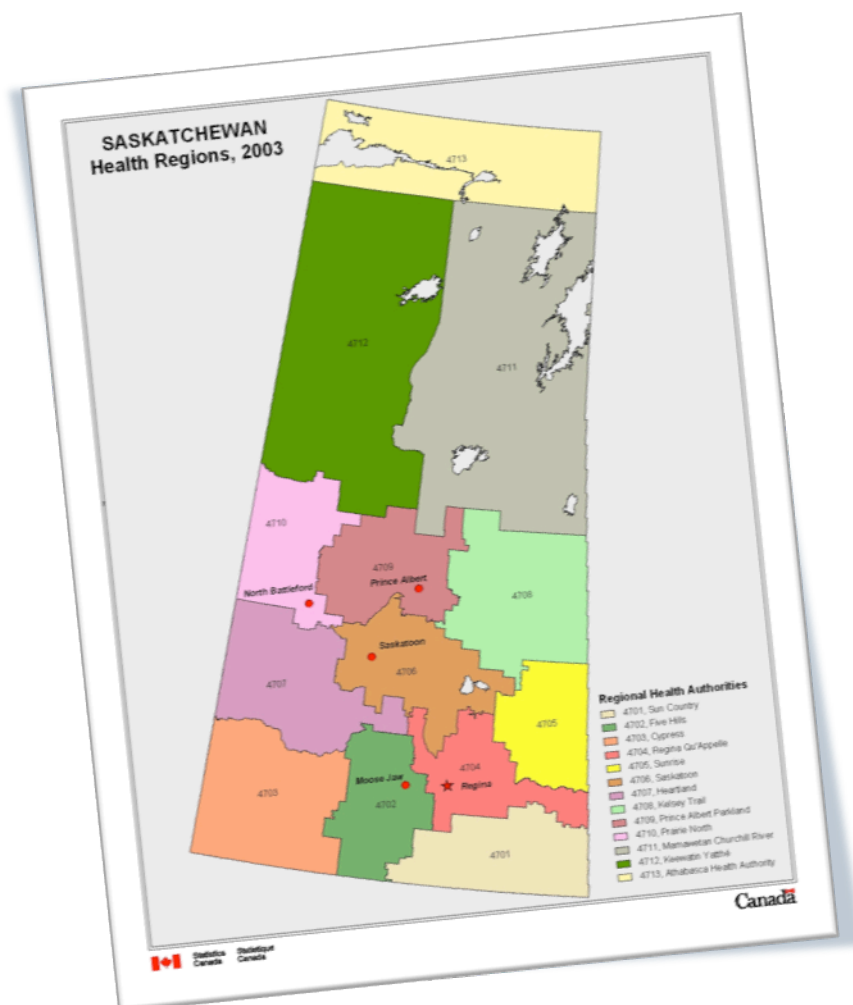 SASKATCHEWAN
Health Regions, 2003
4713
4712
4711
4710
4709
Prince Albert
North Battleford
4708
Saskatoon
4706
4707
4705
4704
Moose Jaw
Regina
4703
4702
4701
Regional Health Authorities
4701, Sun Country
4702, Five Hills
4703, Cypress
4704, Regina Qu'Appelle
4705, Sunrise
4706, Saskatoon
4707, Heartland
4708, Kelsey Trail
4709, Prince Albert Parkland
4710, Prairie North
4711, Mamawetan Churchill River
4712, Keewatin Yatthé
4713, Athabasca Health Authority
Statistics Statistique
Canada Canada
Canada